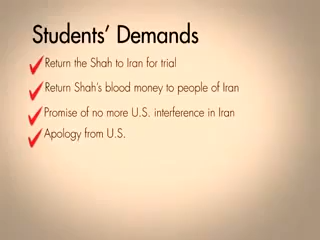 Students' Demands
Return the Shah to Iran for trial
Return Shah's blood money to people of Iran
Promise of no more U.S. interference in Iran
Apology from U.S.